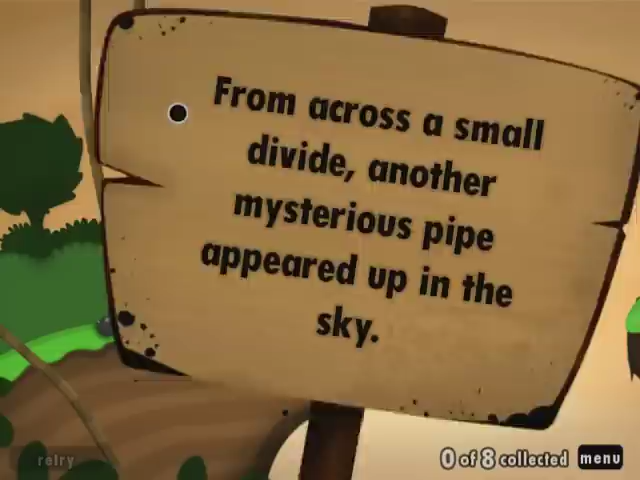 From across a small
divide, another
mysterious pipe
appeared up in the
sky.
retry
0 of 8 collected menu